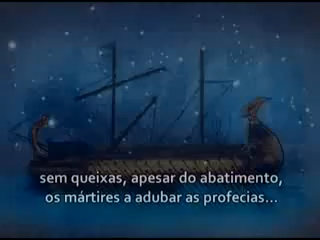 sem queixas, apesar do abatimento,
os mártires a adubar as profecias...